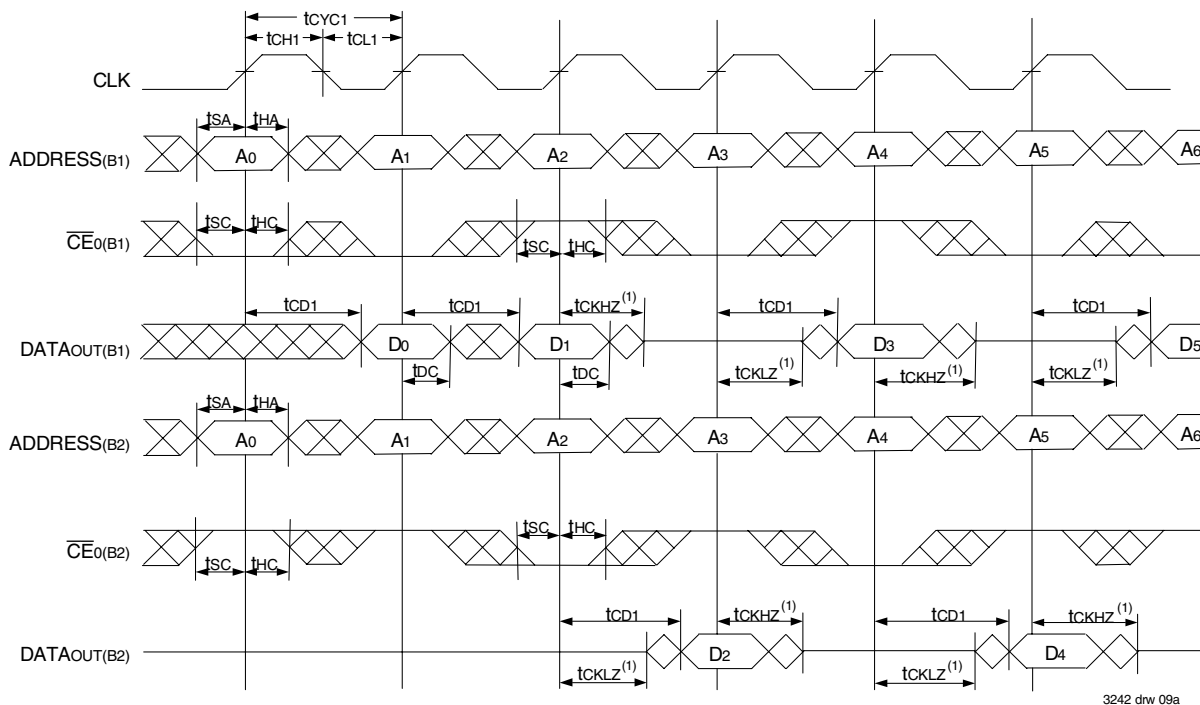 tCYC1
tCH1 tCL1
CLK
tSA tHA
ADDRESS(B1) A0 A1 A2 A3 A4 A5 A6
tSC tHC
CE0(B1)
tSC tHC
tCD1 tCD1 tCKHZ(1) tCD1 tCD1
DATAOUT(B1) D0 D1 D3 D5
tDC tDC tCKLZ(1) tCKHZ(1) tCKLZ(1)
tSA tHA
ADDRESS(B2) A0 A1 A2 A3 A4 A5 A6
tSC tHC
CE0(B2)
tSC tHC
tCD1 tCKHZ(1) tCD1 tCKHZ(1)
DATAOUT(B2) D2 D4
tCKLZ(1) tCKLZ(1)
3242 drw 09a